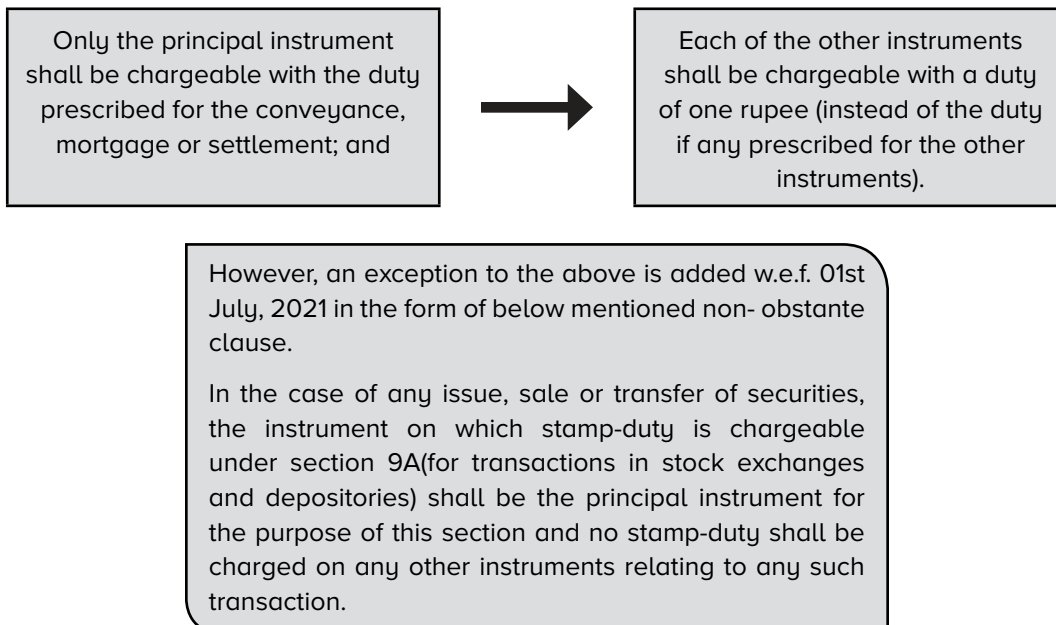 Only the principal instrument
shall be chargeable with the duty
prescribed for the conveyance,
mortgage or settlement; and
Each of the other instruments
shall be chargeable with a duty
of one rupee (instead of the duty
if any prescribed for the other
instruments).
However, an exception to the above is added w.e.f. 01st
July, 2021 in the form of below mentioned non- obstante
clause.
In the case of any issue, sale or transfer of securities,
the instrument on which stamp-duty is chargeable
under section 9A(for transactions in stock exchanges
and depositories) shall be the principal instrument for
the purpose of this section and no stamp-duty shall be
charged on any other instruments relating to any such
transaction.